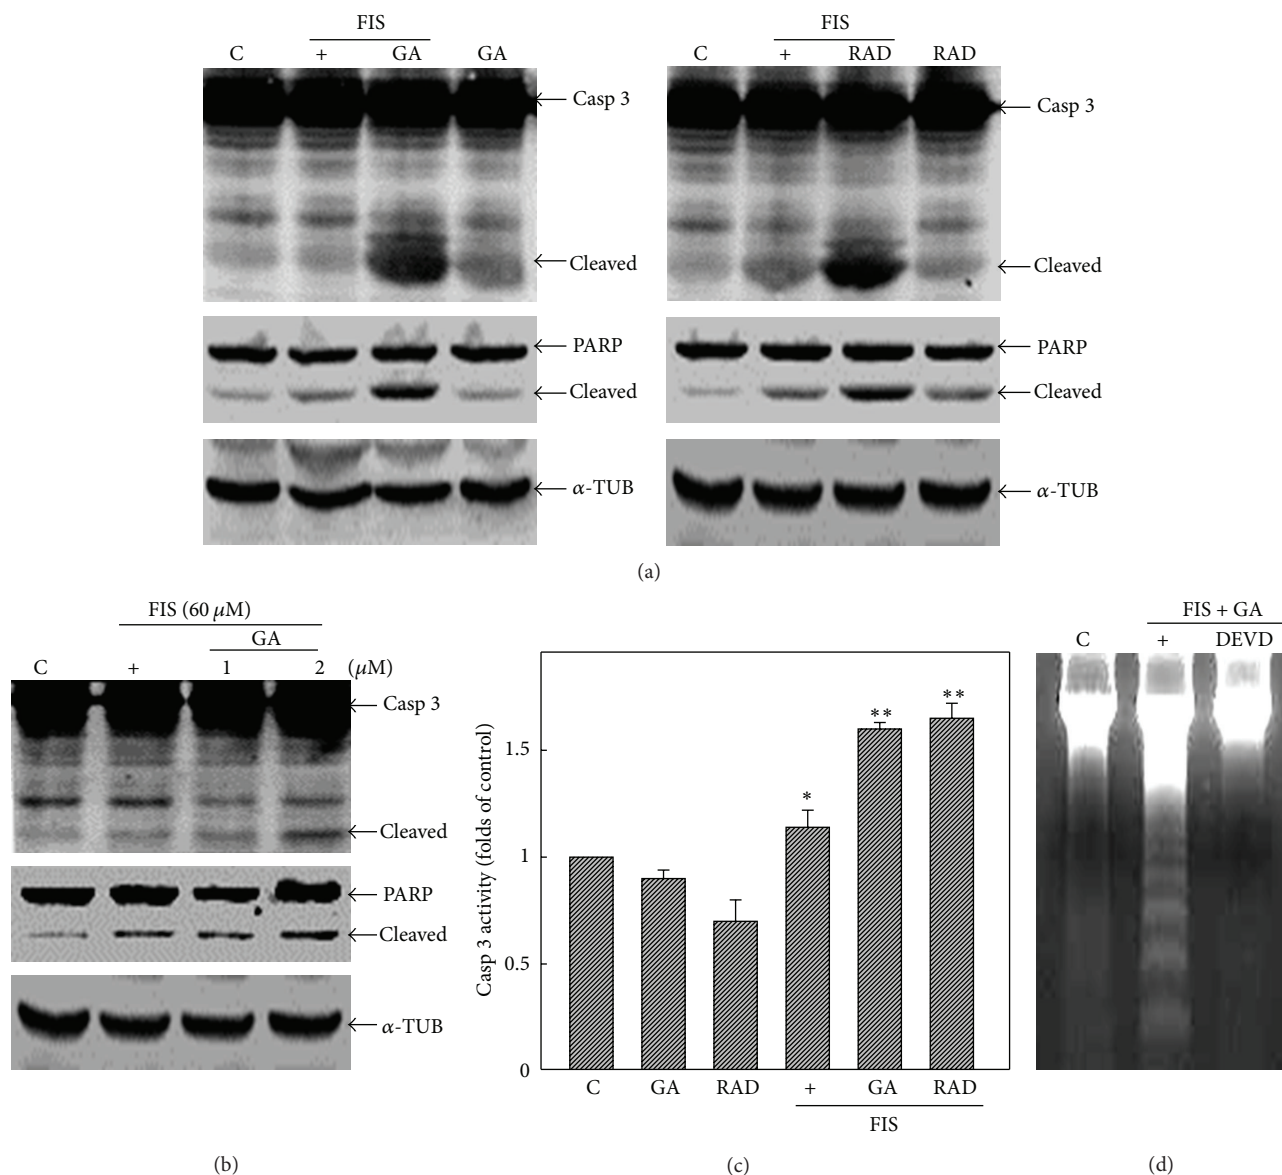 FIS
C + GA GA
Casp 3
Cleaved
PARP
Cleaved
α-TUB
FIS
C + RAD RAD
Casp 3
Cleaved
PARP
Cleaved
α-TUB
(a)
FIS (60 μM)
GA
C + 1 2 (μM)
Casp 3
Cleaved
PARP
Cleaved
α-TUB
(b)
Casp 3 activity (folds of control)
1.5
1
0.5
0
*
**
**
C GA RAD + GA RAD
FIS
(c)
FIS + GA
C + DEVD
(d)